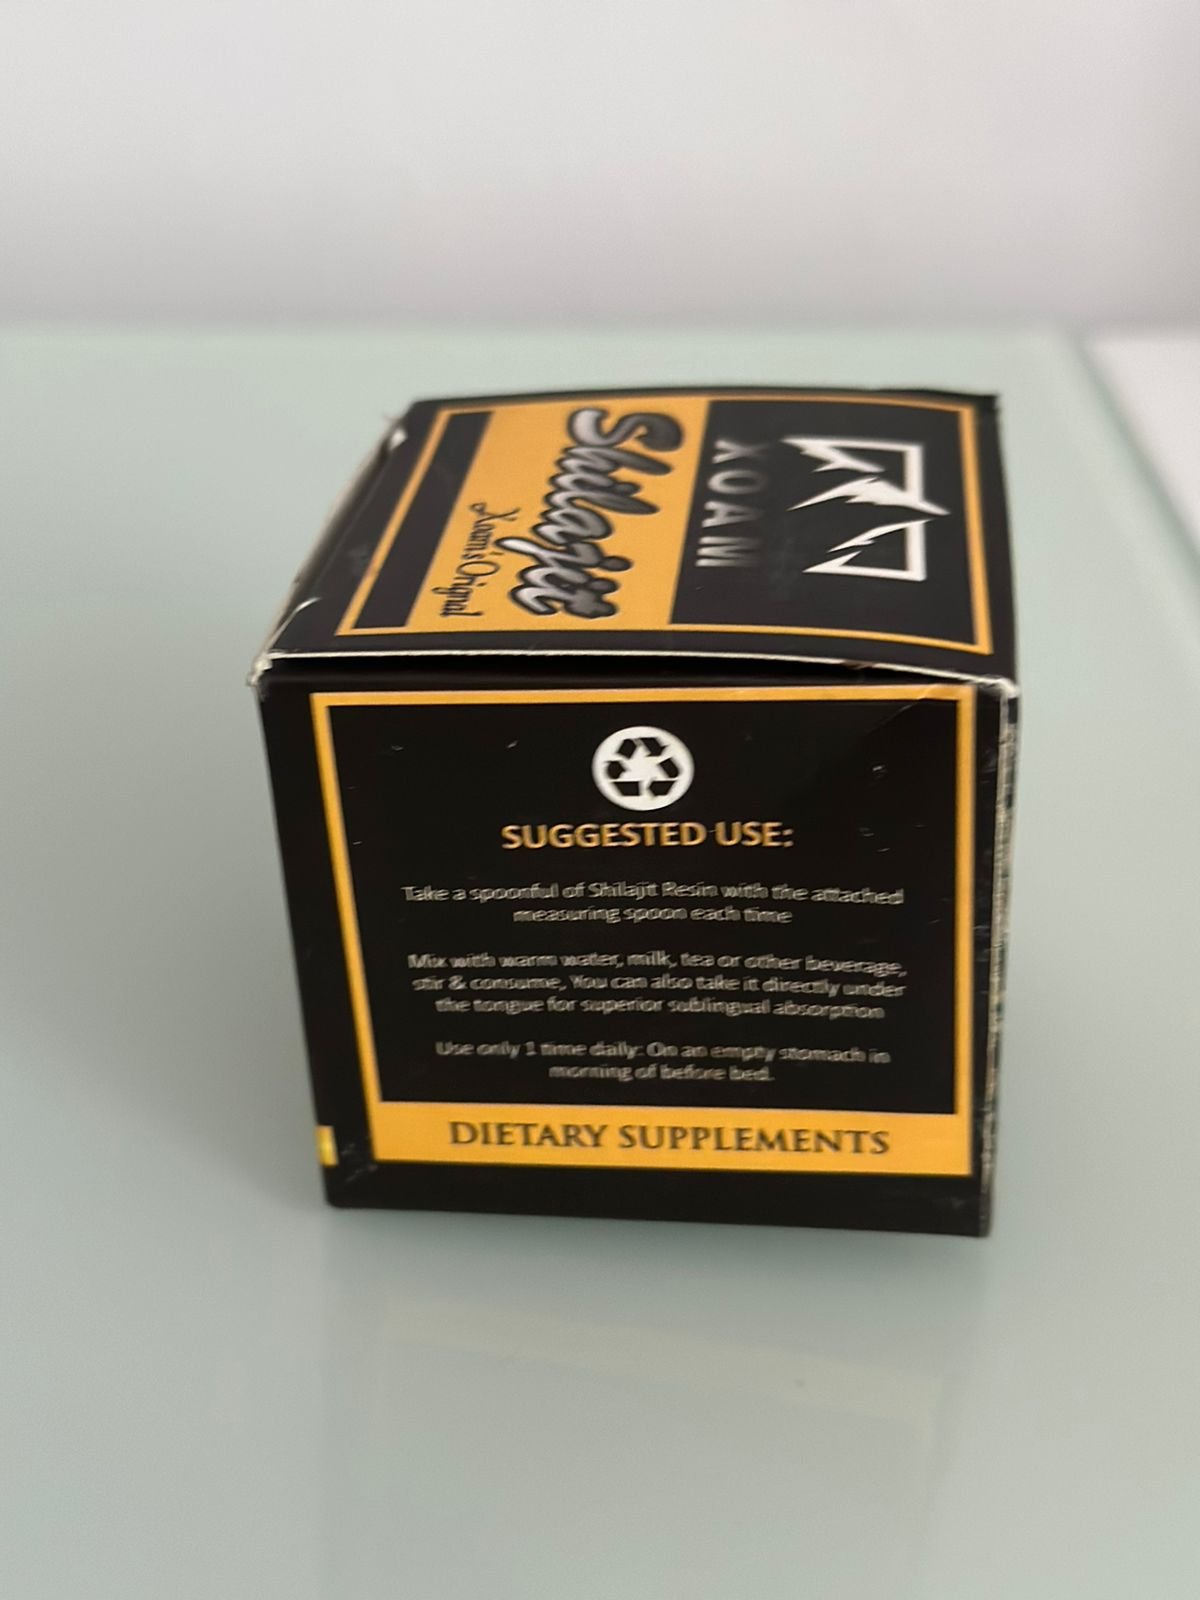 XOAM
Shilajit
Xoam's Orignal
SUGGESTED USE:
Take a spoonful of Shilajit Resin with the attached
measuring spoon each time
Mix with warm water, milk, tea or other beverage,
stir & consume, You can also take it directly under
the tongue for superior sublingual absorption
Use only 1 time daily: On an empty stomach in
morning of before bed.
DIETARY SUPPLEMENTS